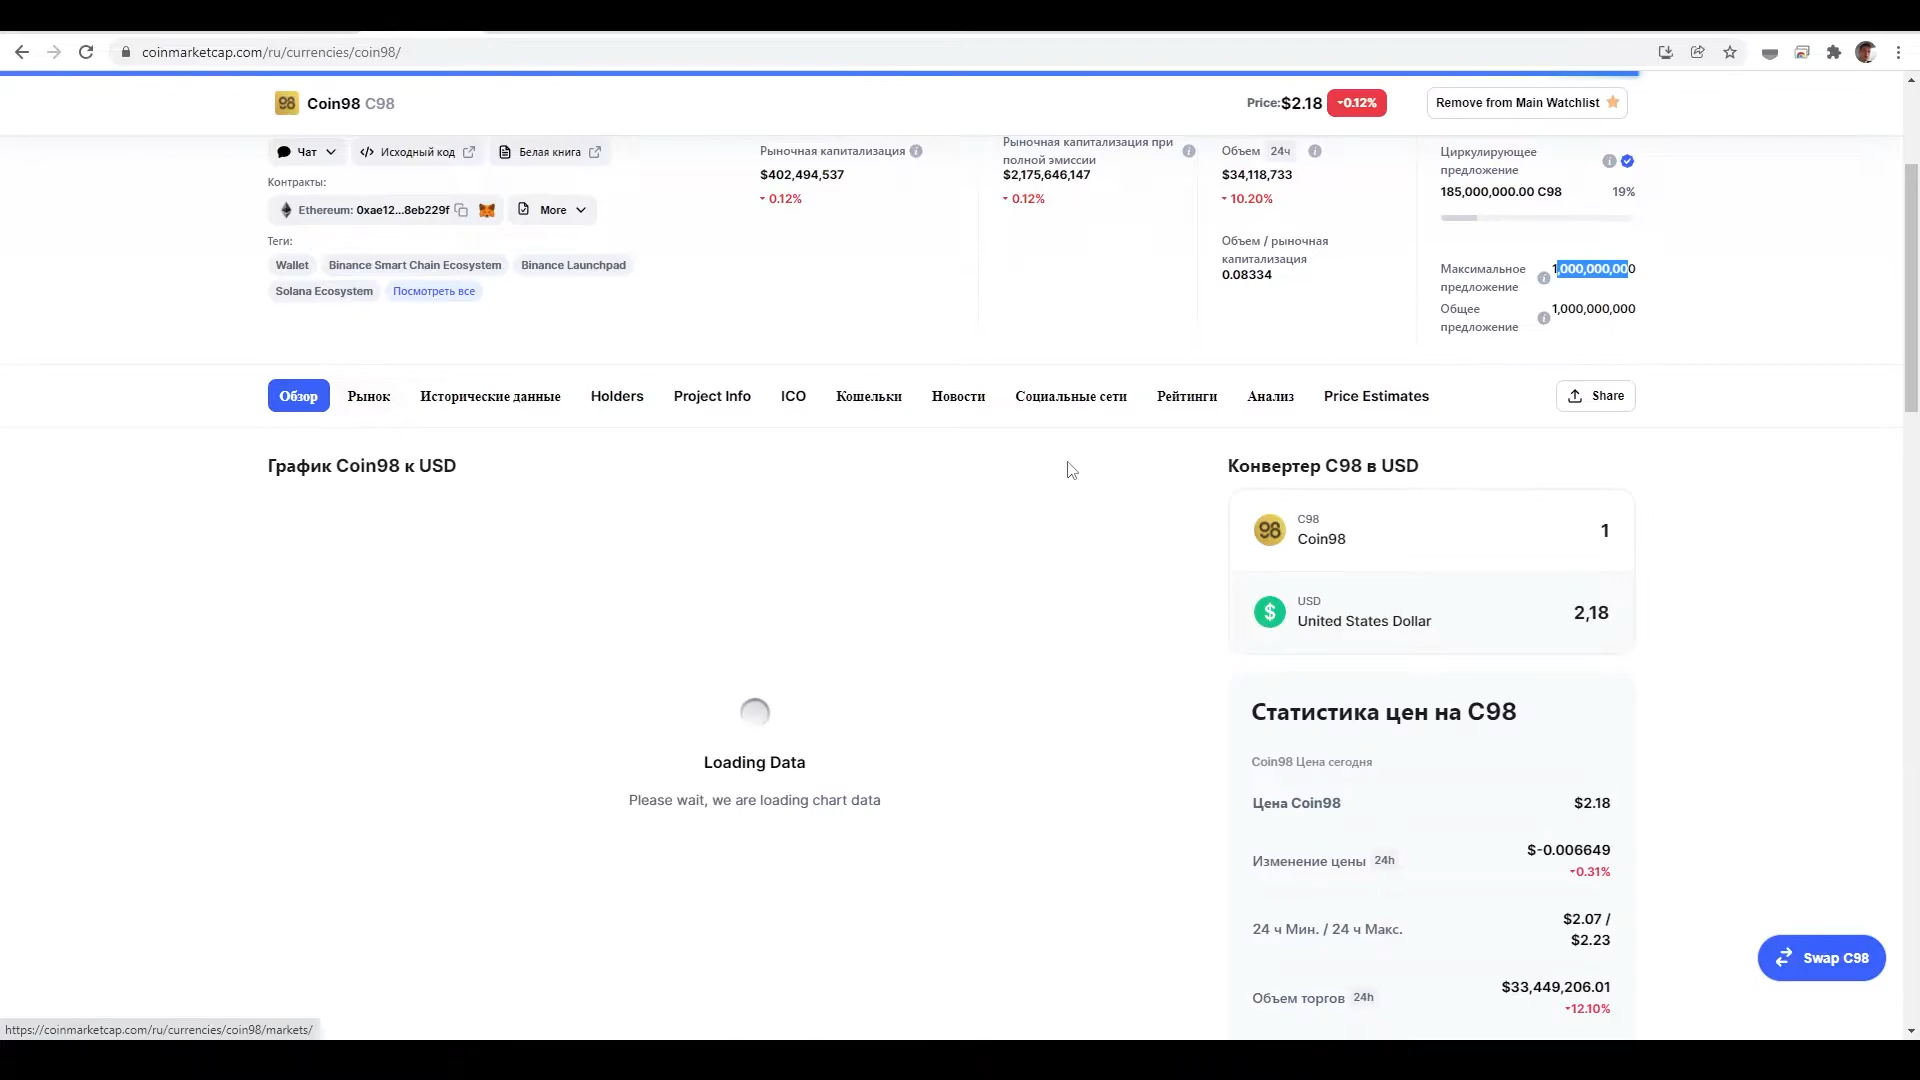 coinmarketcap.com/ru/currencies/coin98/
98 Coin98 C98
Price:$2.18
-0.12%
Remove from Main Watchlist
Чат
Исходный код
Белая книга
Контракты:
Ethereum: 0xae12...8eb229f
More
Теги:
Wallet
Binance Smart Chain Ecosystem
Binance Launchpad
Solana Ecosystem
Посмотреть все
Рыночная капитализация
$402,494,537
0.12%
Рыночная капитализация при
полной эмиссии
$2,175,646,147
0.12%
Объем 24ч
$34,118,733
10.20%
Объем / рыночная
капитализация
0.08334
Циркулирующее
предложение
185,000,000.00 C98 19%
Максимальное
предложение
1,000,000,000
Общее
предложение
1,000,000,000
Обзор
Рынок
Исторические данные
Holders
Project Info
ICO
Кошельки
Новости
Социальные сети
Рейтинги
Анализ
Price Estimates
Share
График Coin98 к USD
Loading Data
Please wait, we are loading chart data
Конвертер C98 в USD
98
C98
Coin98
1
$
USD
United States Dollar
2,18
Статистика цен на C98
Coin98 Цена сегодня
Цена Coin98 $2.18
Изменение цены 24h
$-0.006649
0.31%
24 ч Мин. / 24 ч Макс.
$2.07 /
$2.23
Объем торгов 24h
$33,449,206.01
12.10%
Swap C98
https://coinmarketcap.com/ru/currencies/coin98/markets/